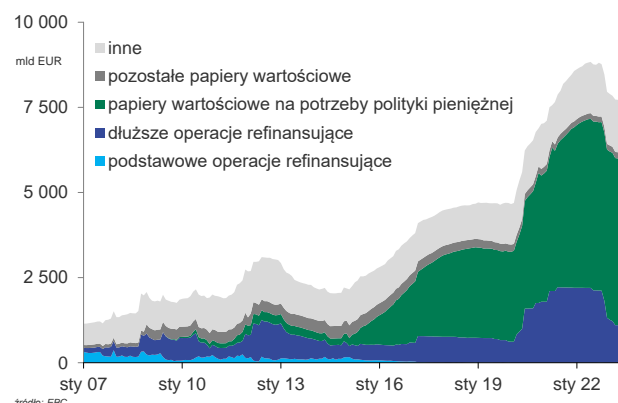 10 000
mld EUR
7 500
5 000
2 500
0
inne
pozostałe papiery wartościowe
papiery wartościowe na potrzeby polityki pieniężnej
dłuższe operacje refinansujące
podstawowe operacje refinansujące
sty 07 sty 10 sty 13 sty 16 sty 19 sty 22
źródło: EBC